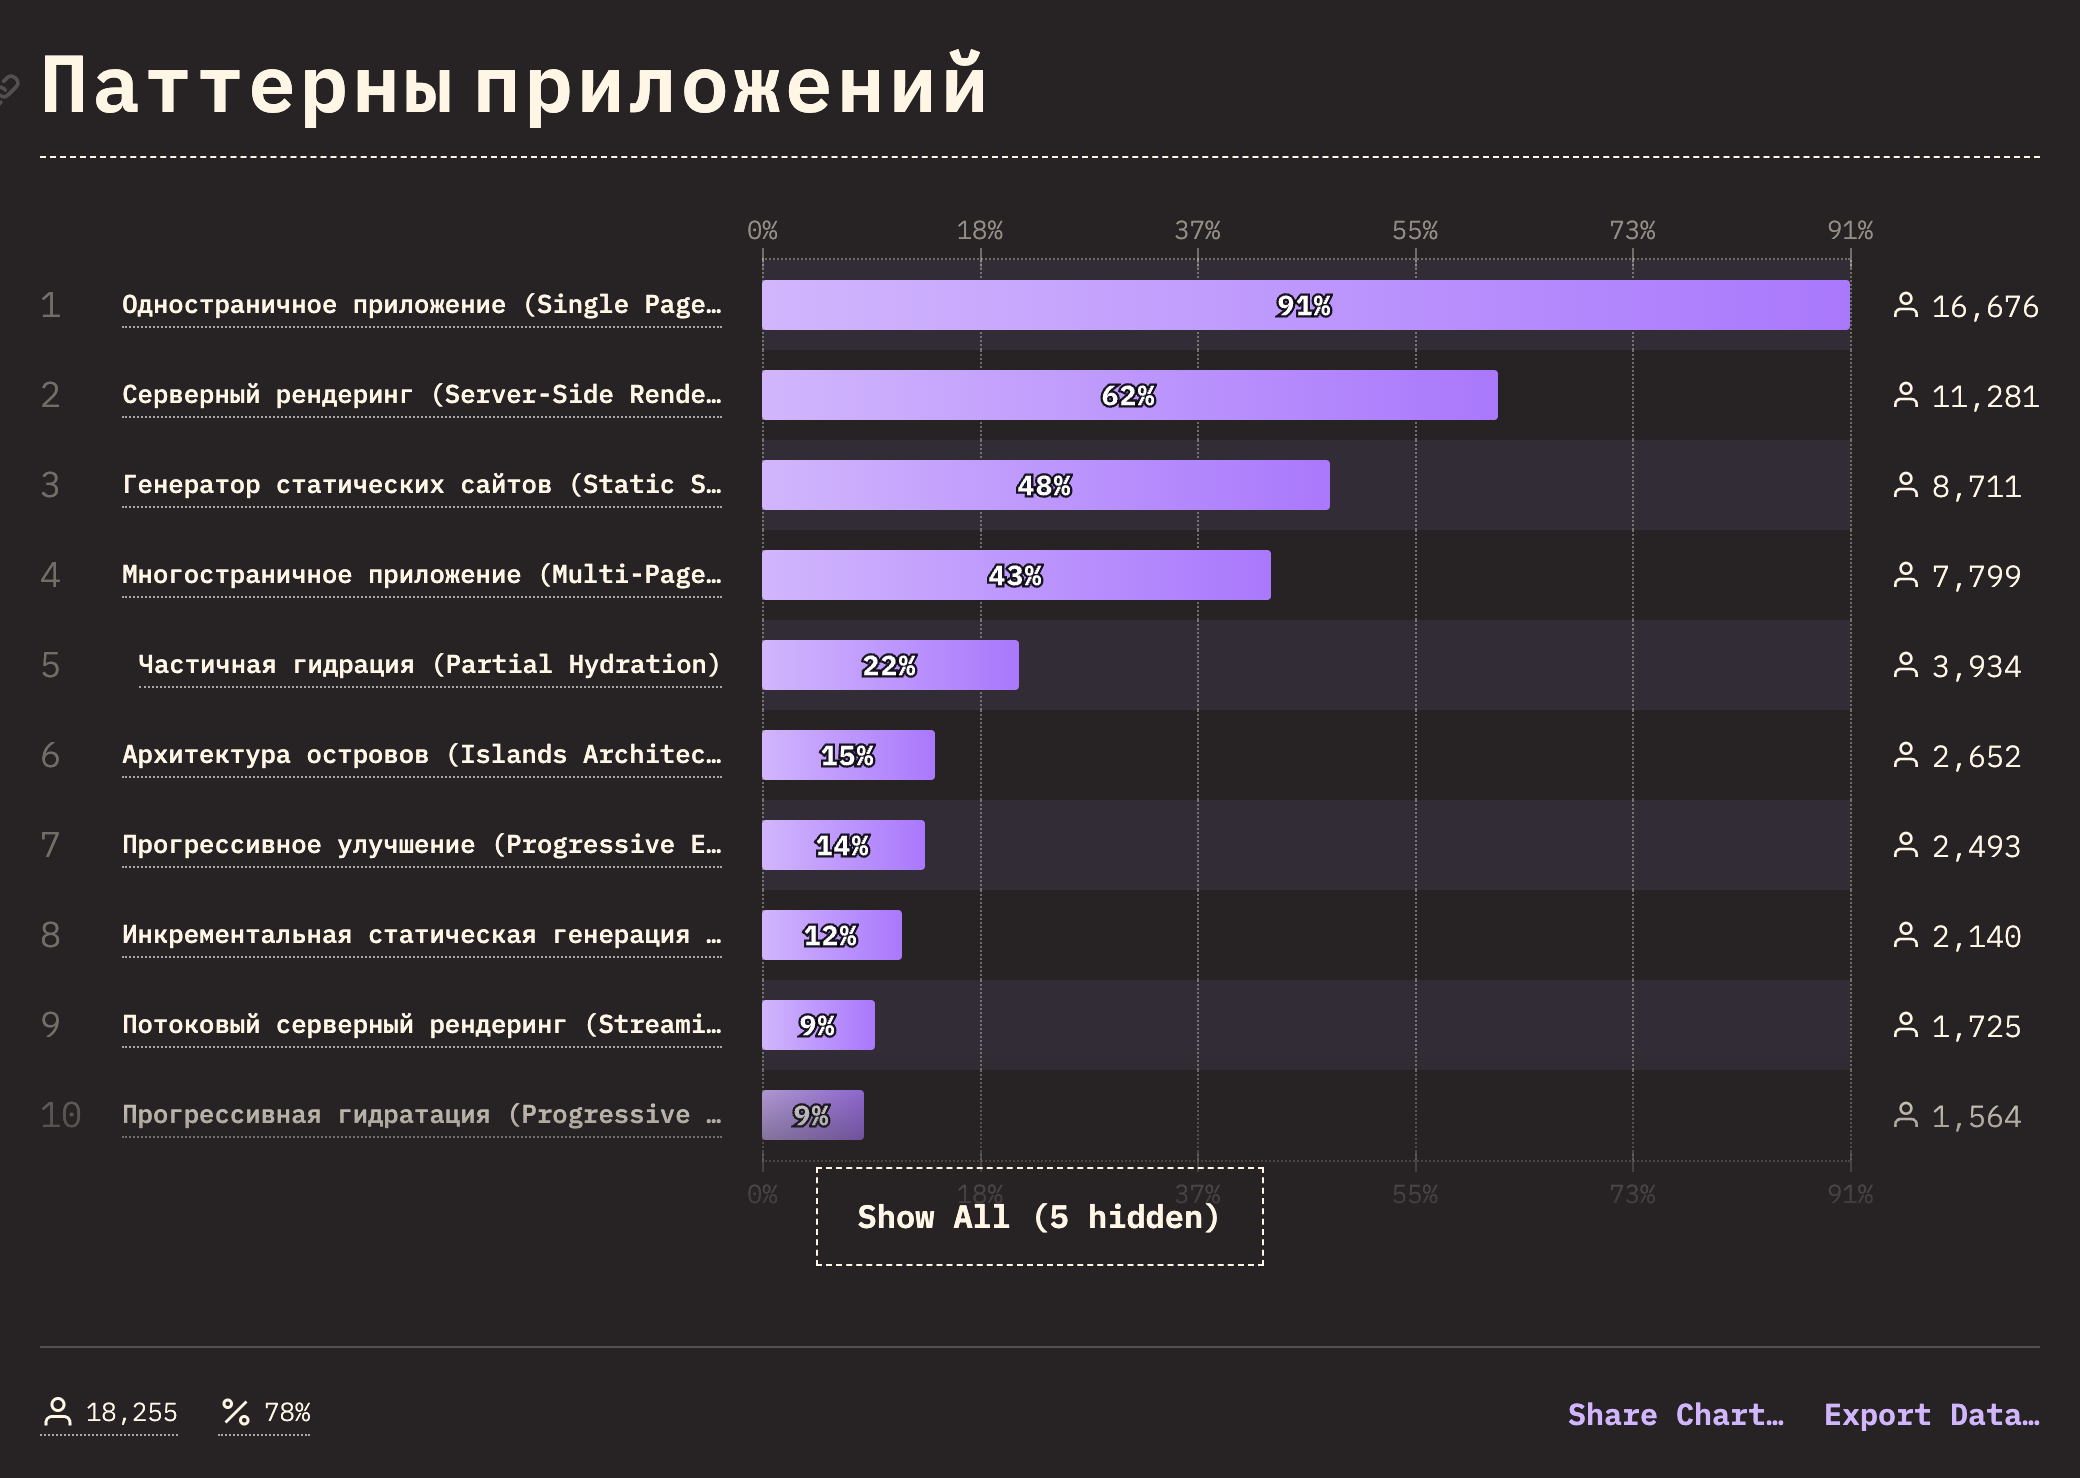 Паттерны приложений
0% 18% 37% 55% 73% 91%
1 Одностраничное приложение (Single Page… 91% 16,676
2 Серверный рендеринг (Server-Side Rende… 62% 11,281
3 Генератор статических сайтов (Static S… 48% 8,711
4 Многостраничное приложение (Multi-Page… 43% 7,799
5 Частичная гидрация (Partial Hydration) 22% 3,934
6 Архитектура островов (Islands Architec… 15% 2,652
7 Прогрессивное улучшение (Progressive E… 14% 2,493
8 Инкрементальная статическая генерация … 12% 2,140
9 Потоковый серверный рендеринг (Streami… 9% 1,725
10 Прогрессивная гидратация (Progressive … 9% 1,564
0% 18% 37% 55% 73% 91%
Show All (5 hidden)
18,255 78% Share Chart… Export Data…